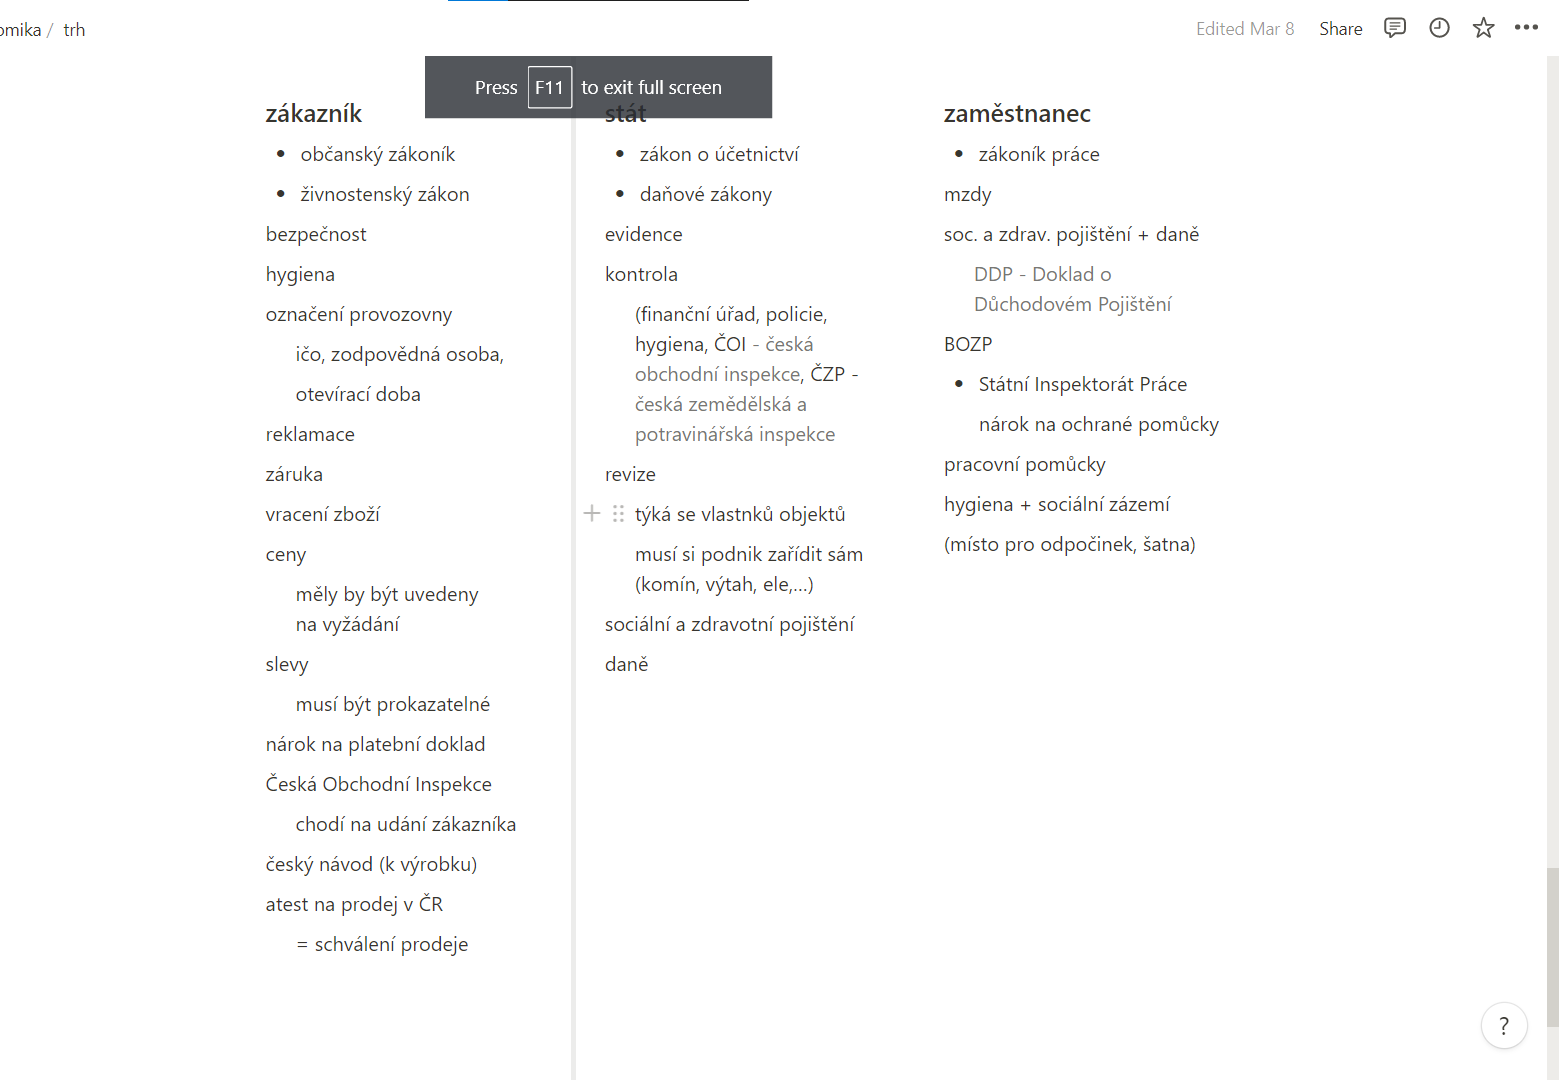 omika / trh
Edited Mar 8 Share
Press F11 to exit full screen
zákazník
občanský zákoník
živnostenský zákon
bezpečnost
hygiena
označení provozovny
ičo, zodpovědná osoba,
otevírací doba
reklamace
záruka
vracení zboží
ceny
měly by být uvedeny
na vyžádání
slevy
musí být prokazatelné
nárok na platební doklad
Česká Obchodní Inspekce
chodí na udání zákazníka
český návod (k výrobku)
atest na prodej v ČR
= schválení prodeje
stát
zákon o účetnictví
daňové zákony
evidence
kontrola
(finanční úřad, policie,
hygiena, ČOI - česká
obchodní inspekce, ČZP -
česká zemědělská a
potravinářská inspekce
revize
týká se vlastnků objektů
musí si podnik zařídit sám
(komín, výtah, ele,...)
sociální a zdravotní pojištění
daně
zaměstnanec
zákoník práce
mzdy
soc. a zdrav. pojištění + daně
DDP - Doklad o
Důchodovém Pojištění
BOZP
Státní Inspektorát Práce
nárok na ochrané pomůcky
pracovní pomůcky
hygiena + sociální zázemí
(místo pro odpočinek, šatna)
?